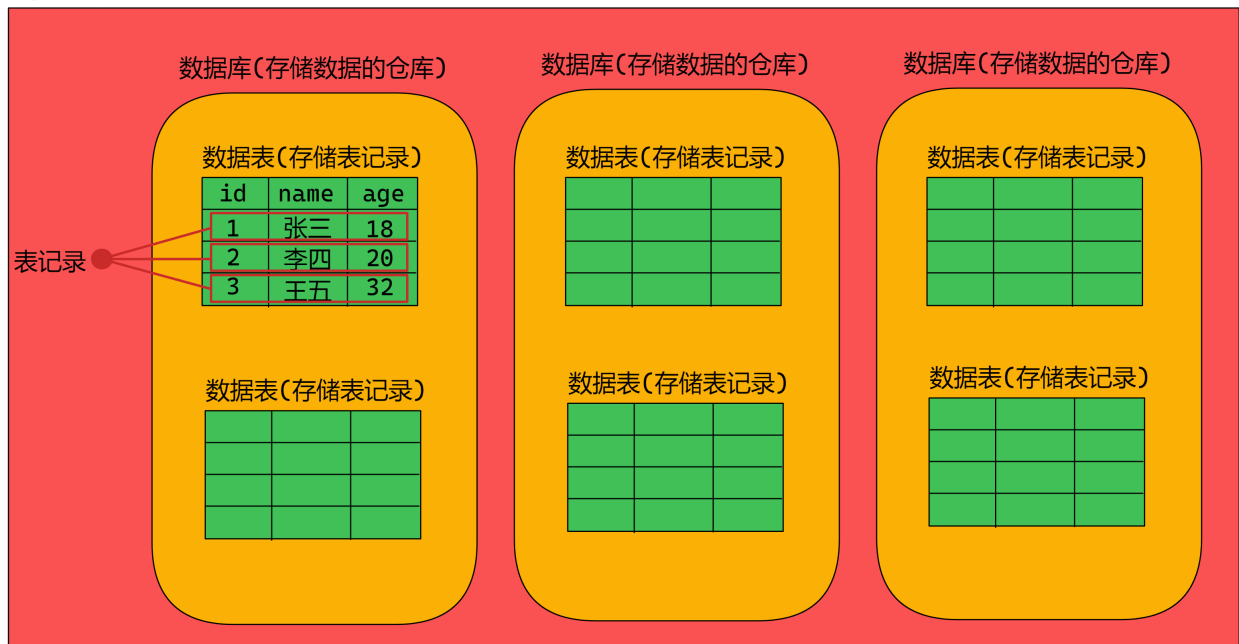 数据库(存储数据的仓库)
数据库(存储数据的仓库)
数据库(存储数据的仓库)
数据表(存储表记录)
数据表(存储表记录)
数据表(存储表记录)
id name age
1 张三 18
2 李四 20
3 王五 32
表记录
数据表(存储表记录)
数据表(存储表记录)
数据表(存储表记录)